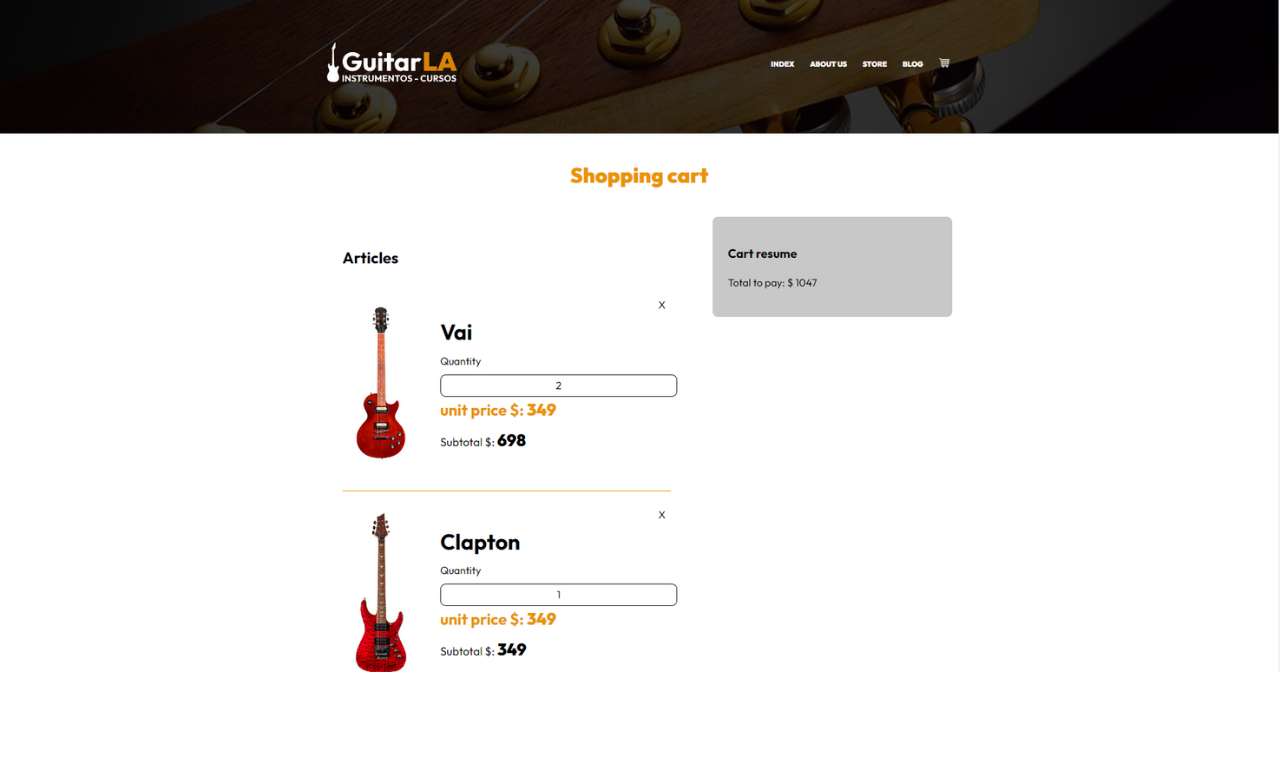 GuitarLA
INSTRUMENTOS - CURSOS
INDEX ABOUT US STORE BLOG
Shopping cart
Articles
Cart resume
Total to pay: $ 1047
X
Vai
Quantity
2
unit price $: 349
Subtotal $: 698
X
Clapton
Quantity
1
unit price $: 349
Subtotal $: 349